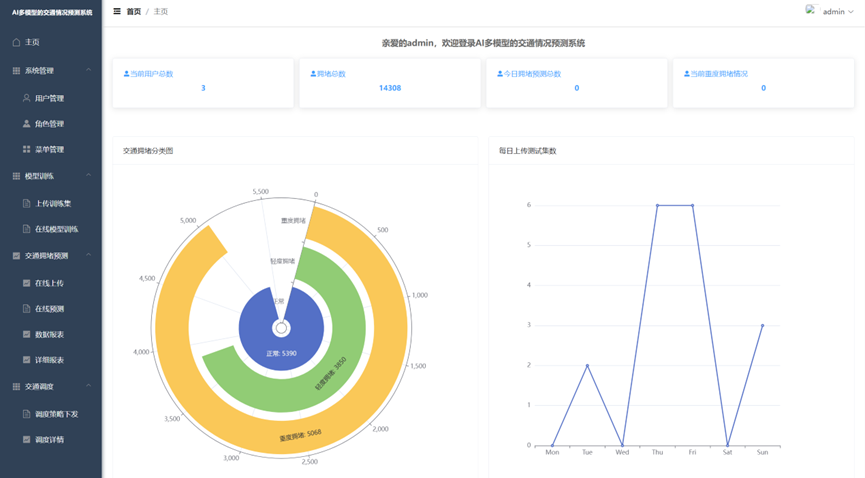 AI多模型的交通情况预测系统
首页 / 主页
admin
主页
系统管理
用户管理
角色管理
菜单管理
模型训练
上传训练集
在线模型训练
交通拥堵预测
在线上传
在线预测
数据报表
详细报表
交通调度
调度策略下发
调度详情
亲爱的admin，欢迎登录AI多模型的交通情况预测系统
当前用户总数
3
拥堵总数
14308
今日拥堵预测总数
0
当前重度拥堵情况
0
交通拥堵分类图
0
500
1,000
1,500
2,000
2,500
3,000
3,500
4,000
4,500
5,000
5,500
重度拥堵
轻度拥堵
正常: 5390
轻度拥堵: 3850
重度拥堵: 5068
每日上传测试集数
6
5
4
3
2
1
0
Mon Tue Wed Thu Fri Sat Sun